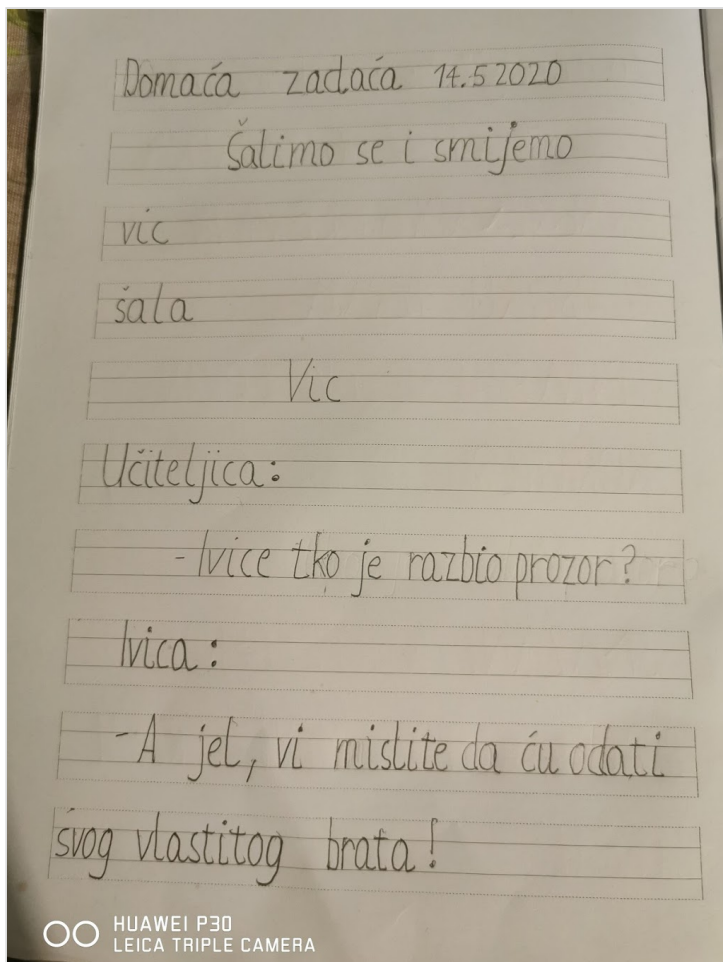 Domaća zadaća 14.5 2020
Šalimo se i smijemo
vic
šala
Vic
Učiteljica:
- Ivice tko je razbio prozor?
Ivica:
- A jel, vi mislite da ću odati
svog vlastitog brata!
HUAWEI P30
LEICA TRIPLE CAMERA